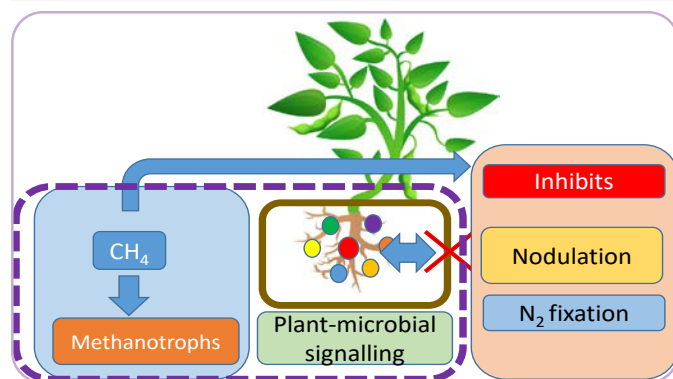 Inhibits
CH₄
Nodulation
Methanotrophs
Plant-microbial
signalling
N₂ fixation